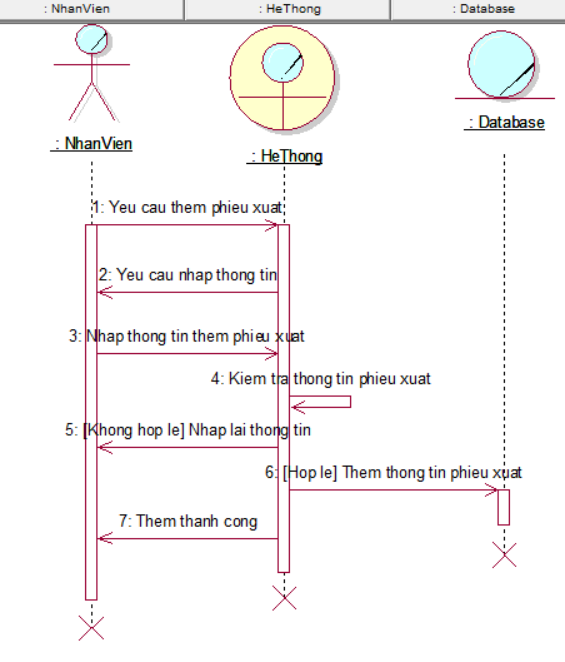 : NhanVien
: HeThong
: Database
: NhanVien
: HeThong
: Database
1: Yeu cau them phieu xuat
2: Yeu cau nhap thong tin
3: Nhap thong tin them phieu xuat
4: Kiem tra thong tin phieu xuat
5: [Khong hop le] Nhap lai thong tin
6: [Hop le] Them thong tin phieu xuat
7: Them thanh cong